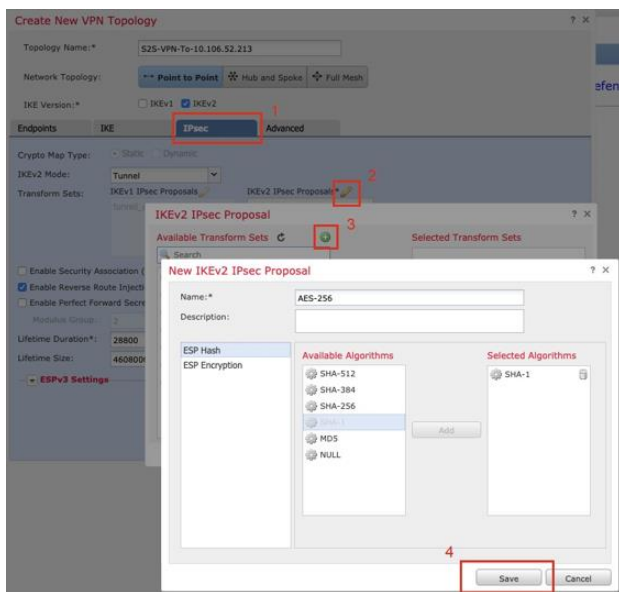 Create New VPN Topology ? ×
Topology Name:* S2S-VPN-To-10.106.52.213
Network Topology: Point to Point Hub and Spoke Full Mesh
efen
IKE Version:* IKEv1 IKEv2
1
Endpoints IKE IPsec Advanced
Crypto Map Type: Static Dynamic
IKEv2 Mode: Tunnel
2
Transform Sets: IKEv1 IPsec Proposals IKEv2 IPsec Proposals*
IKEv2 IPsec Proposal ? ×
3
Available Transform Sets Selected Transform Sets
Search
New IKEv2 IPsec Proposal ? ×
Enable Security Association (
Enable Reverse Route Injecti
Enable Perfect Forward Secre
Modulus Group: 2
Lifetime Duration*: 28800
Lifetime Size: 460800
ESPv3 Settings
Name:* AES-256
Description:
ESP Hash
ESP Encryption
Available Algorithms
SHA-512
SHA-384
SHA-256
SHA-1
MD5
NULL
Add
Selected Algorithms
SHA-1
4
Save Cancel